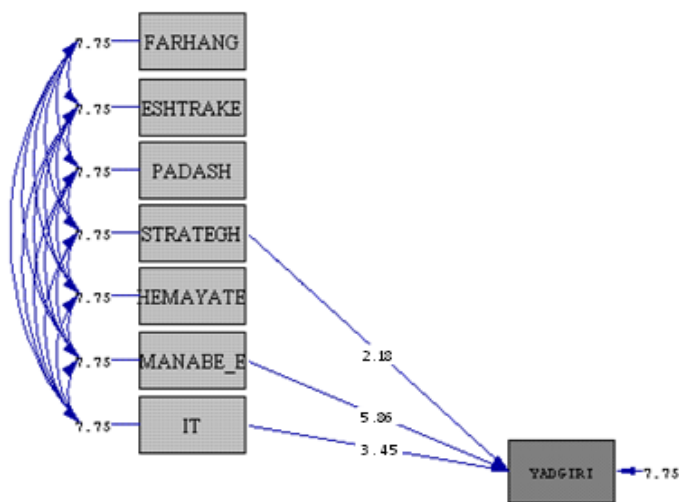 7.75 FARHANG
7.75 ESHTRAKE
7.75 PADASH
7.75 STRATEGH
7.75 HEMAYATE
7.75 MANABE_E
7.75 IT
2.18
5.86
3.45
YADGIRI 7.75